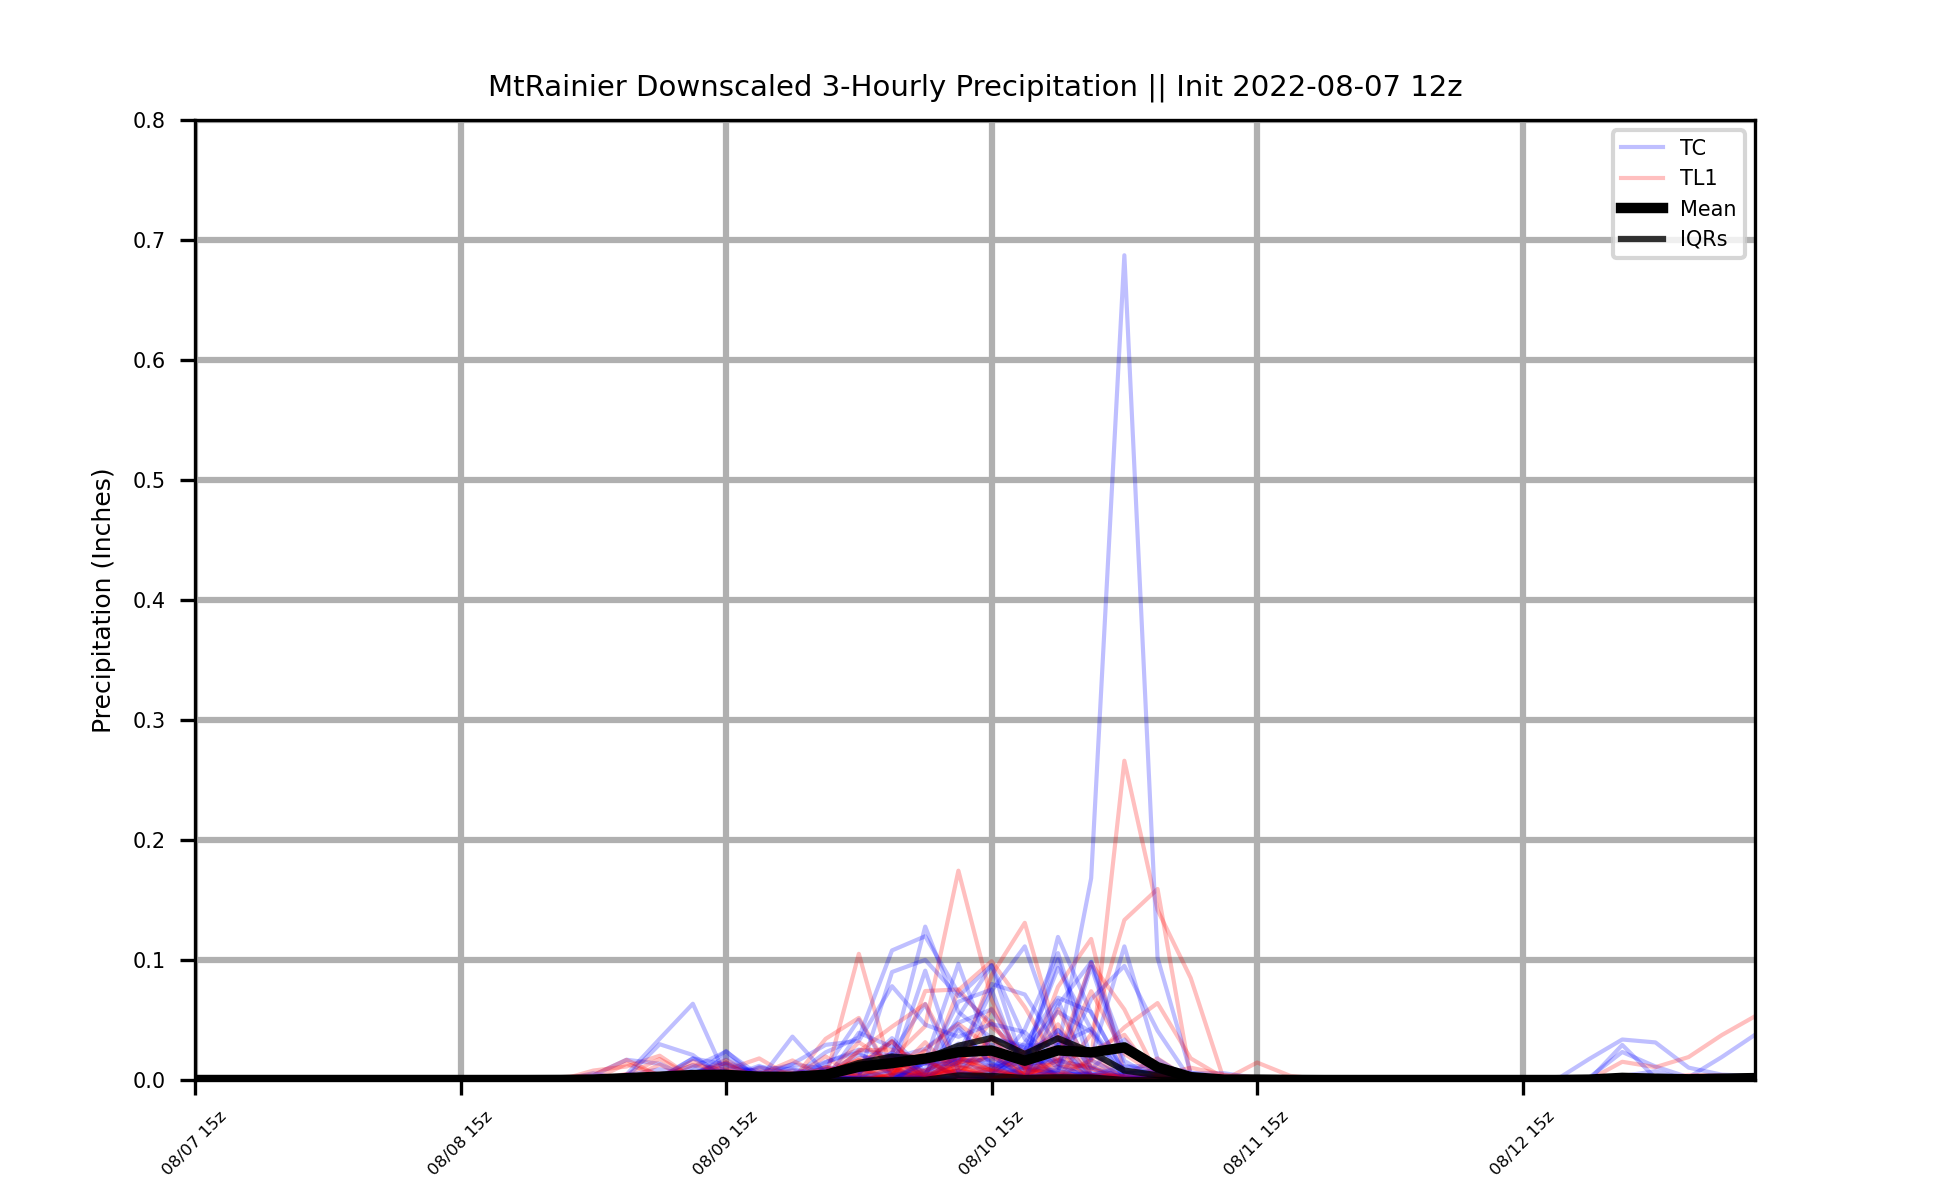 MtRainier Downscaled 3-Hourly Precipitation || Init 2022-08-07 12z
0.8
0.7
0.6
0.5
0.4
0.3
0.2
0.1
0.0
Precipitation (Inches)
TC
TL1
Mean
IQRs
08/07 15z
08/08 15z
08/09 15z
08/10 15z
08/11 15z
08/12 15z